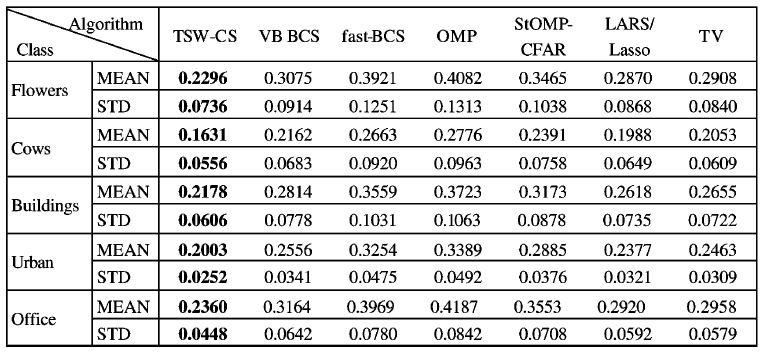 Algorithm
Class
TSW-CS VB BCS fast-BCS OMP StOMP-CFAR LARS/Lasso TV
Flowers MEAN 0.2296 0.3075 0.3921 0.4082 0.3465 0.2870 0.2908
STD 0.0736 0.0914 0.1251 0.1313 0.1038 0.0868 0.0840
Cows MEAN 0.1631 0.2162 0.2663 0.2776 0.2391 0.1988 0.2053
STD 0.0556 0.0683 0.0920 0.0963 0.0758 0.0649 0.0609
Buildings MEAN 0.2178 0.2814 0.3559 0.3723 0.3173 0.2618 0.2655
STD 0.0606 0.0778 0.1031 0.1063 0.0878 0.0735 0.0722
Urban MEAN 0.2003 0.2556 0.3254 0.3389 0.2885 0.2377 0.2463
STD 0.0252 0.0341 0.0475 0.0492 0.0376 0.0321 0.0309
Office MEAN 0.2360 0.3164 0.3969 0.4187 0.3553 0.2920 0.2958
STD 0.0448 0.0642 0.0780 0.0842 0.0708 0.0592 0.0579